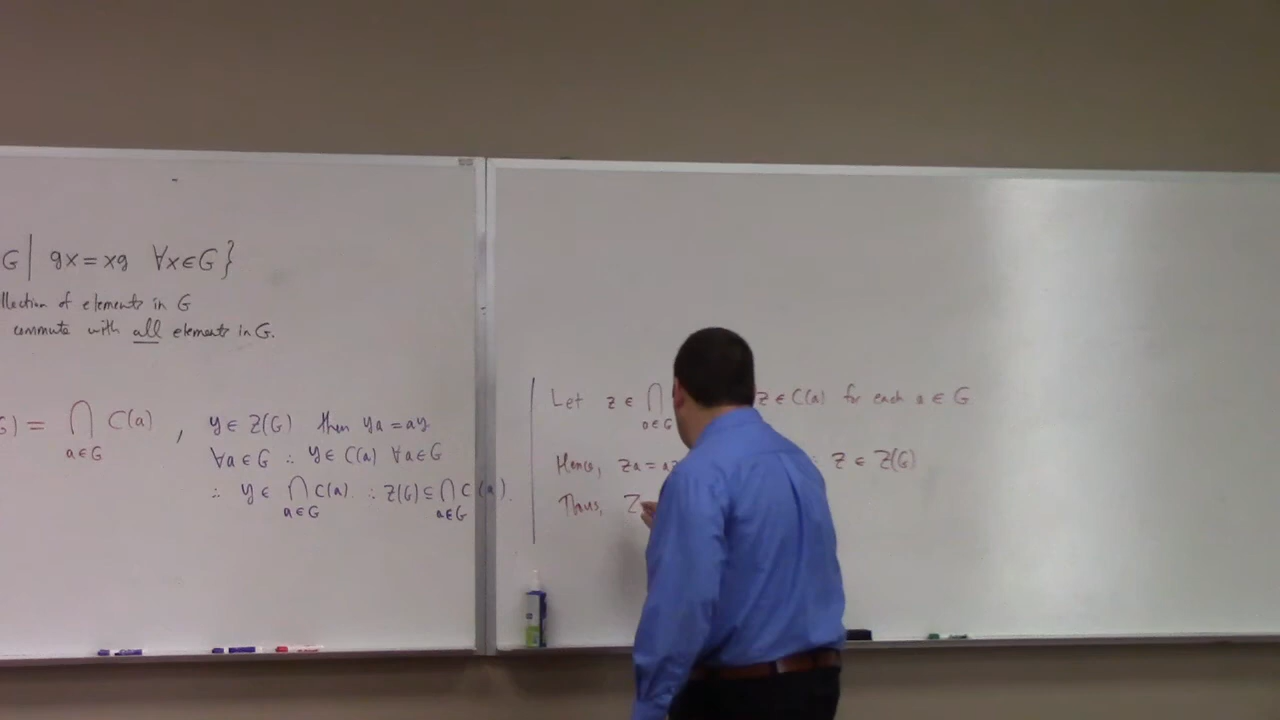 G | gx = xg ∀x∈G}
llection of elements in G
commute with all elements in G.
G) = ⋂ C(a) ,
a∈G
y ∈ Z(G) then ya = ay
∀a∈G ∴ y∈C(a) ∀a∈G
∴ y ∈ ⋂ C(a) ∴ Z(G) ⊆ ⋂ C(a).
a∈G a∈G
Let z ∈ ⋂ z ∈ C(a) for each a ∈ G
a∈G
Hence, za = az ∴ z ∈ Z(G)
Thus, Z